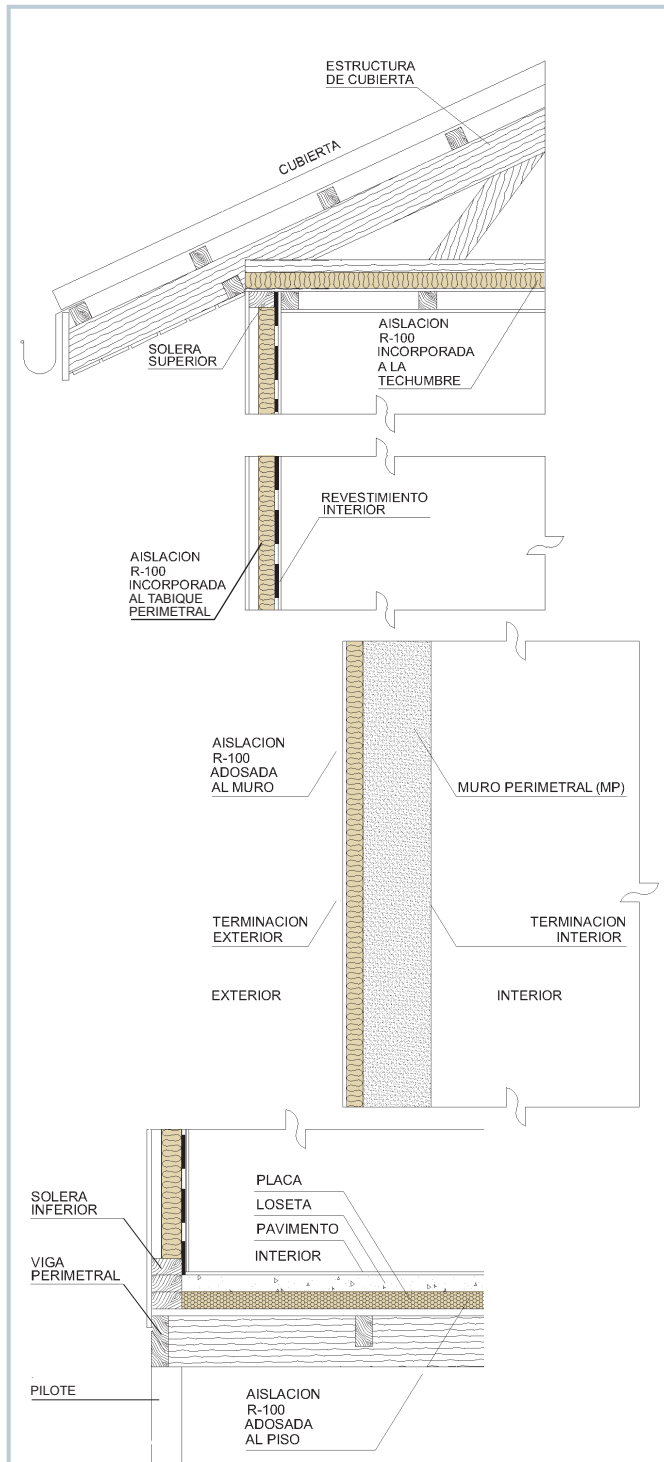 ESTRUCTURA
DE CUBIERTA
CUBIERTA
SOLERA
SUPERIOR
AISLACION
R-100
INCORPORADA
A LA
TECHUMBRE
REVESTIMIENTO
INTERIOR
AISLACION
R-100
INCORPORADA
AL TABIQUE
PERIMETRAL
AISLACION
R-100
ADOSADA
AL MURO
MURO PERIMETRAL (MP)
TERMINACION
EXTERIOR
TERMINACION
INTERIOR
EXTERIOR
INTERIOR
SOLERA
INFERIOR
VIGA
PERIMETRAL
PLACA
LOSETA
PAVIMENTO
INTERIOR
PILOTE
AISLACION
R-100
ADOSADA
AL PISO